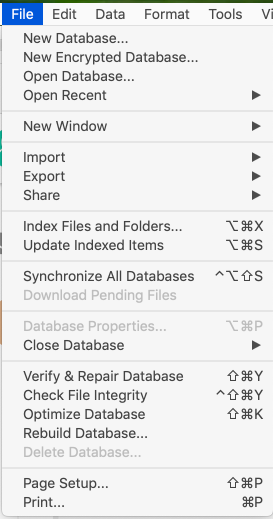 File Edit Data Format Tools Vi
New Database...
New Encrypted Database...
Open Database...
Open Recent ▶
New Window ▶
Import ▶
Export ▶
Share ▶
Index Files and Folders... ⌥⌘X
Update Indexed Items ⌥⌘S
Synchronize All Databases ^⌥⇧S
Download Pending Files
Database Properties... ⌥⌘P
Close Database ▶
Verify & Repair Database ⇧⌘Y
Check File Integrity ^⇧⌘Y
Optimize Database ⇧⌘K
Rebuild Database...
Delete Database...
Page Setup... ⇧⌘P
Print... ⌘P